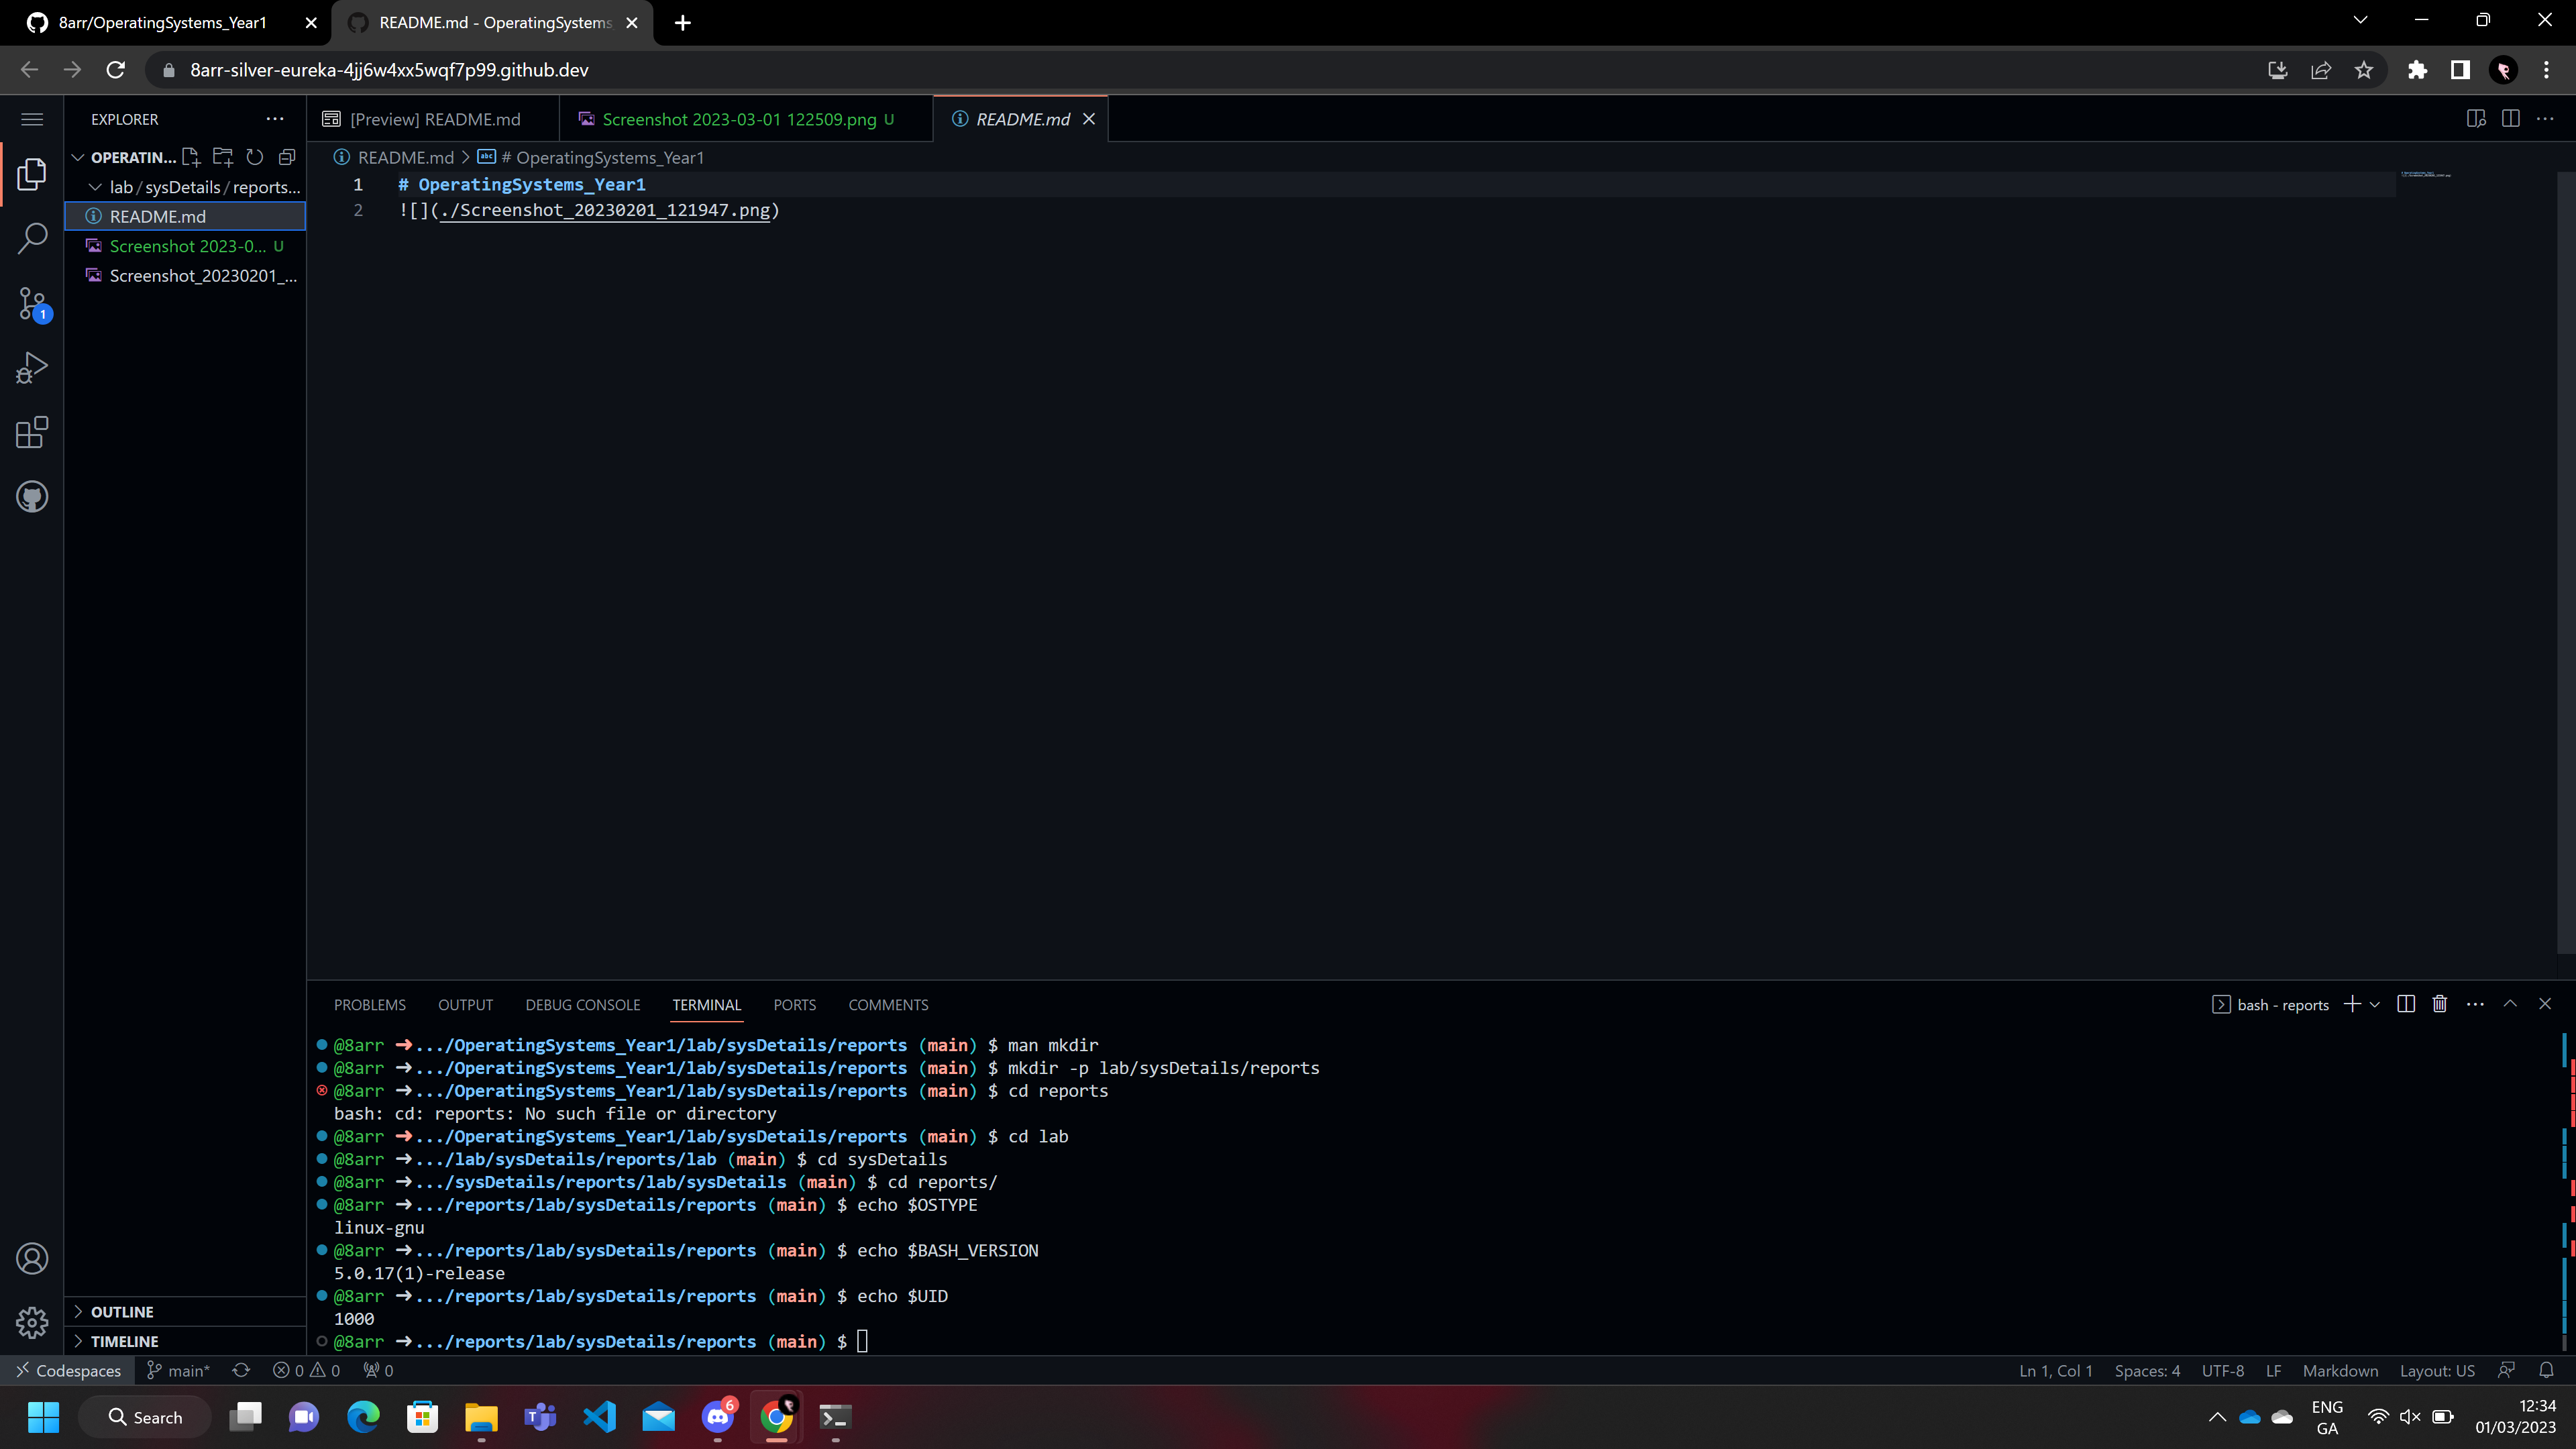 8arr/OperatingSystems_Year1
README.md - OperatingSystems
8arr-silver-eureka-4jj6w4xx5wqf7p99.github.dev
EXPLORER
OPERATIN...
lab/sysDetails/reports...
README.md
Screenshot 2023-0... U
Screenshot_20230201_...
1
OUTLINE
TIMELINE
[Preview] README.md
Screenshot 2023-03-01 122509.png U
README.md
README.md > abc # OperatingSystems_Year1
1 # OperatingSystems_Year1
2 ![](./Screenshot_20230201_121947.png)
PROBLEMS OUTPUT DEBUG CONSOLE TERMINAL PORTS COMMENTS
bash - reports
@8arr ➜.../OperatingSystems_Year1/lab/sysDetails/reports (main) $ man mkdir
@8arr ➜.../OperatingSystems_Year1/lab/sysDetails/reports (main) $ mkdir -p lab/sysDetails/reports
@8arr ➜.../OperatingSystems_Year1/lab/sysDetails/reports (main) $ cd reports
bash: cd: reports: No such file or directory
@8arr ➜.../OperatingSystems_Year1/lab/sysDetails/reports (main) $ cd lab
@8arr ➜.../lab/sysDetails/reports/lab (main) $ cd sysDetails
@8arr ➜.../sysDetails/reports/lab/sysDetails (main) $ cd reports/
@8arr ➜.../reports/lab/sysDetails/reports (main) $ echo $OSTYPE
linux-gnu
@8arr ➜.../reports/lab/sysDetails/reports (main) $ echo $BASH_VERSION
5.0.17(1)-release
@8arr ➜.../reports/lab/sysDetails/reports (main) $ echo $UID
1000
@8arr ➜.../reports/lab/sysDetails/reports (main) $
Codespaces main* 0 0 0
Ln 1, Col 1 Spaces: 4 UTF-8 LF Markdown Layout: US
Search
6
ENG
GA
12:34
01/03/2023